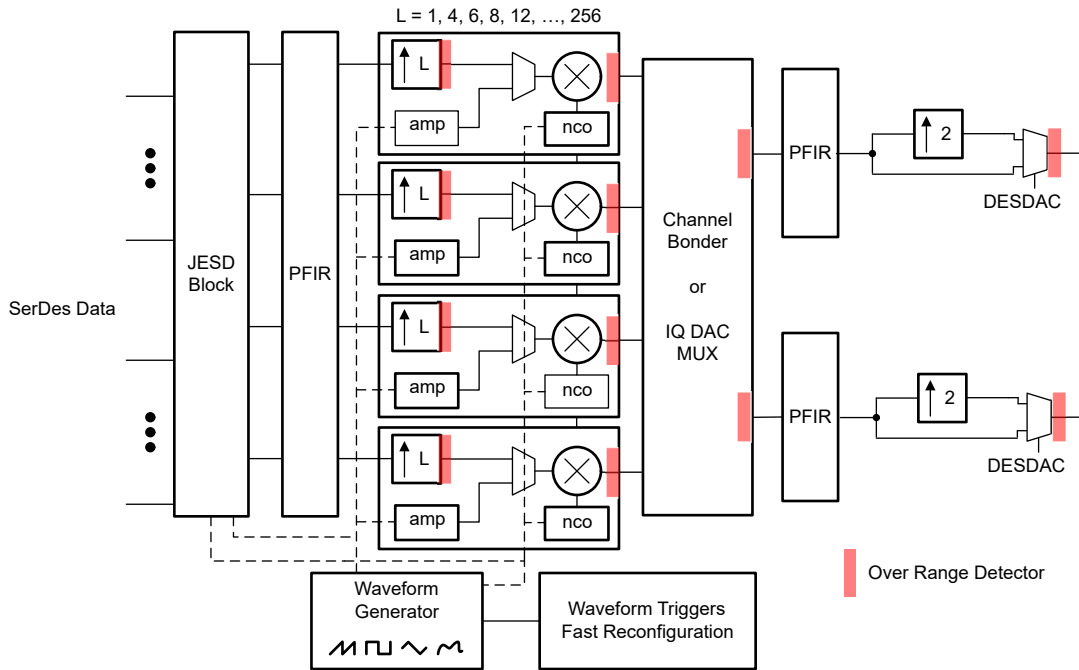 L = 1, 4, 6, 8, 12, …, 256
SerDes Data
JESD
Block
PFIR
L
amp
nco
L
amp
nco
L
amp
nco
L
amp
nco
Channel
Bonder
or
IQ DAC
MUX
PFIR
2
DESDAC
PFIR
2
DESDAC
Over Range Detector
Waveform
Generator
Waveform Triggers
Fast Reconfiguration